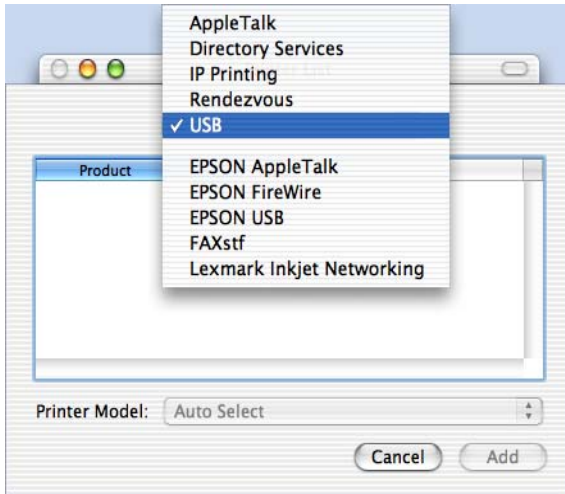 AppleTalk
Directory Services
IP Printing
Rendezvous
✓ USB
EPSON AppleTalk
EPSON FireWire
EPSON USB
FAXstf
Lexmark Inkjet Networking
Product
Printer Model: Auto Select
Cancel Add